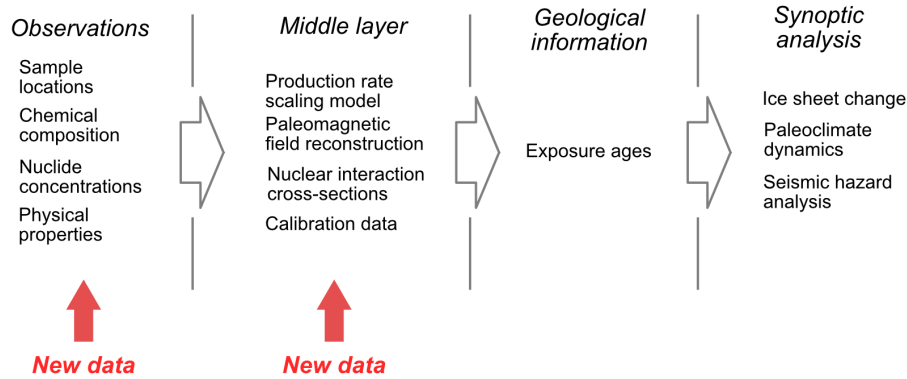 Observations
Sample
locations
Chemical
composition
Nuclide
concentrations
Physical
properties
New data
Middle layer
Production rate
scaling model
Paleomagnetic
field reconstruction
Nuclear interaction
cross-sections
Calibration data
New data
Geological
information
Exposure ages
Synoptic
analysis
Ice sheet change
Paleoclimate
dynamics
Seismic hazard
analysis